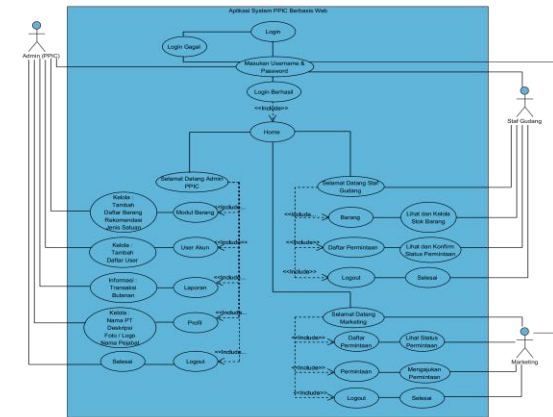 Aplikasi System PPIC Berbasis Web
Login
Login Gagal
Admin (PPIC)
Masukan Username &
Password
Login Berhasil
<<Include>>
Home
Staf Gudang
Selamat Datang Admin
PPIC
Selamat Datang Staf
Gudang
Kelola :
Tambah
Daftar Barang
Rekomendasi
Jenis Satuan
Modul Barang
<<Include...
<<Include...
Barang
Lihat dan Kelola
Stok Barang
Kelola :
Tambah
Daftar User
User Akun
<<Include>>
<<Include>>
Daftar Permintaan
Lihat dan Konfirm
Status Permintaan
Informasi :
Transaksi
Bulanan
Laporan
<<Include...
<<Include>>
Logout
Selesai
Kelola :
Nama PT
Deskripsi
Foto / Logo
Nama Pejabat
Profil
<<Include...
Selamat Datang
Marketing
<<Include>>
Daftar
Permintaan
Lihat Status
Permintaan
Marketing
Selesai
Logout
<<Include...
<<Include>>
Permintaan
Mengajukan
Permintaan
<<Include>>
Logout
Selesai